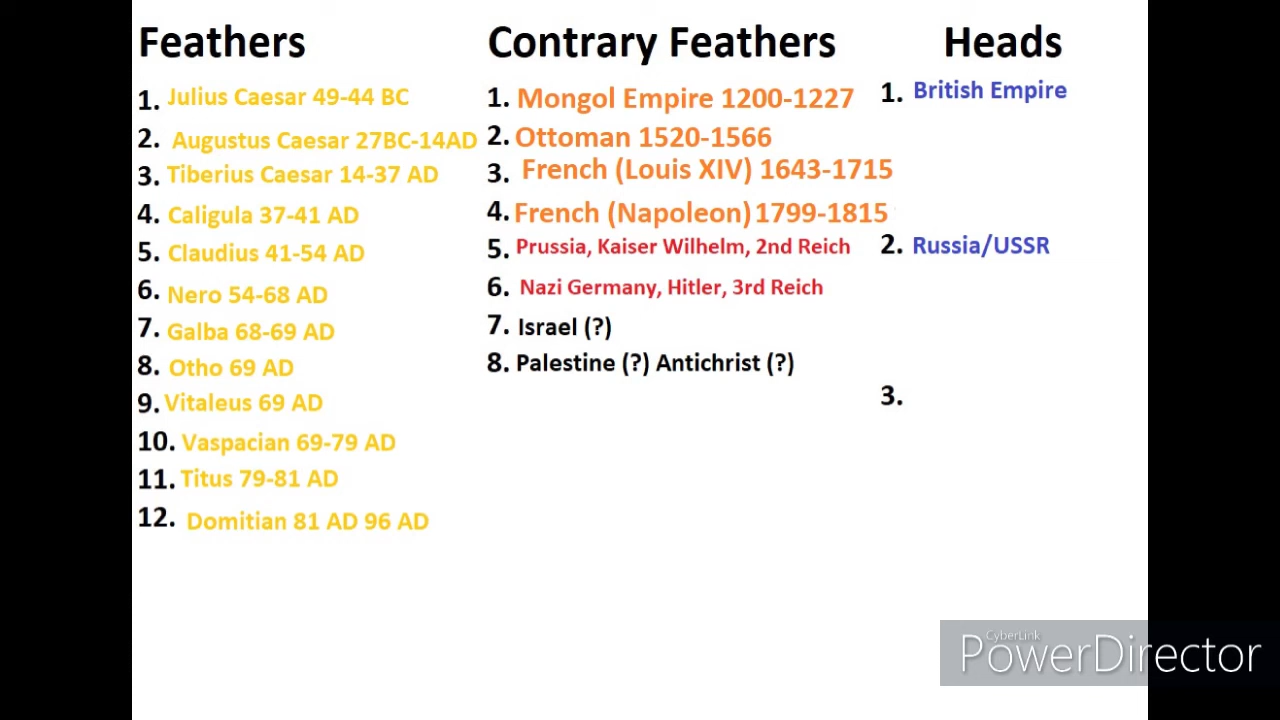 Feathers
1. Julius Caesar 49-44 BC
2. Augustus Caesar 27BC-14AD
3. Tiberius Caesar 14-37 AD
4. Caligula 37-41 AD
5. Claudius 41-54 AD
6. Nero 54-68 AD
7. Galba 68-69 AD
8. Otho 69 AD
9. Vitaleus 69 AD
10. Vaspacian 69-79 AD
11. Titus 79-81 AD
12. Domitian 81 AD 96 AD
Contrary Feathers
1. Mongol Empire 1200-1227
2. Ottoman 1520-1566
3. French (Louis XIV) 1643-1715
4. French (Napoleon) 1799-1815
5. Prussia, Kaiser Wilhelm, 2nd Reich
6. Nazi Germany, Hitler, 3rd Reich
7. Israel (?)
8. Palestine (?) Antichrist (?)
Heads
1. British Empire
2. Russia/USSR
3.
CyberLink
PowerDirector